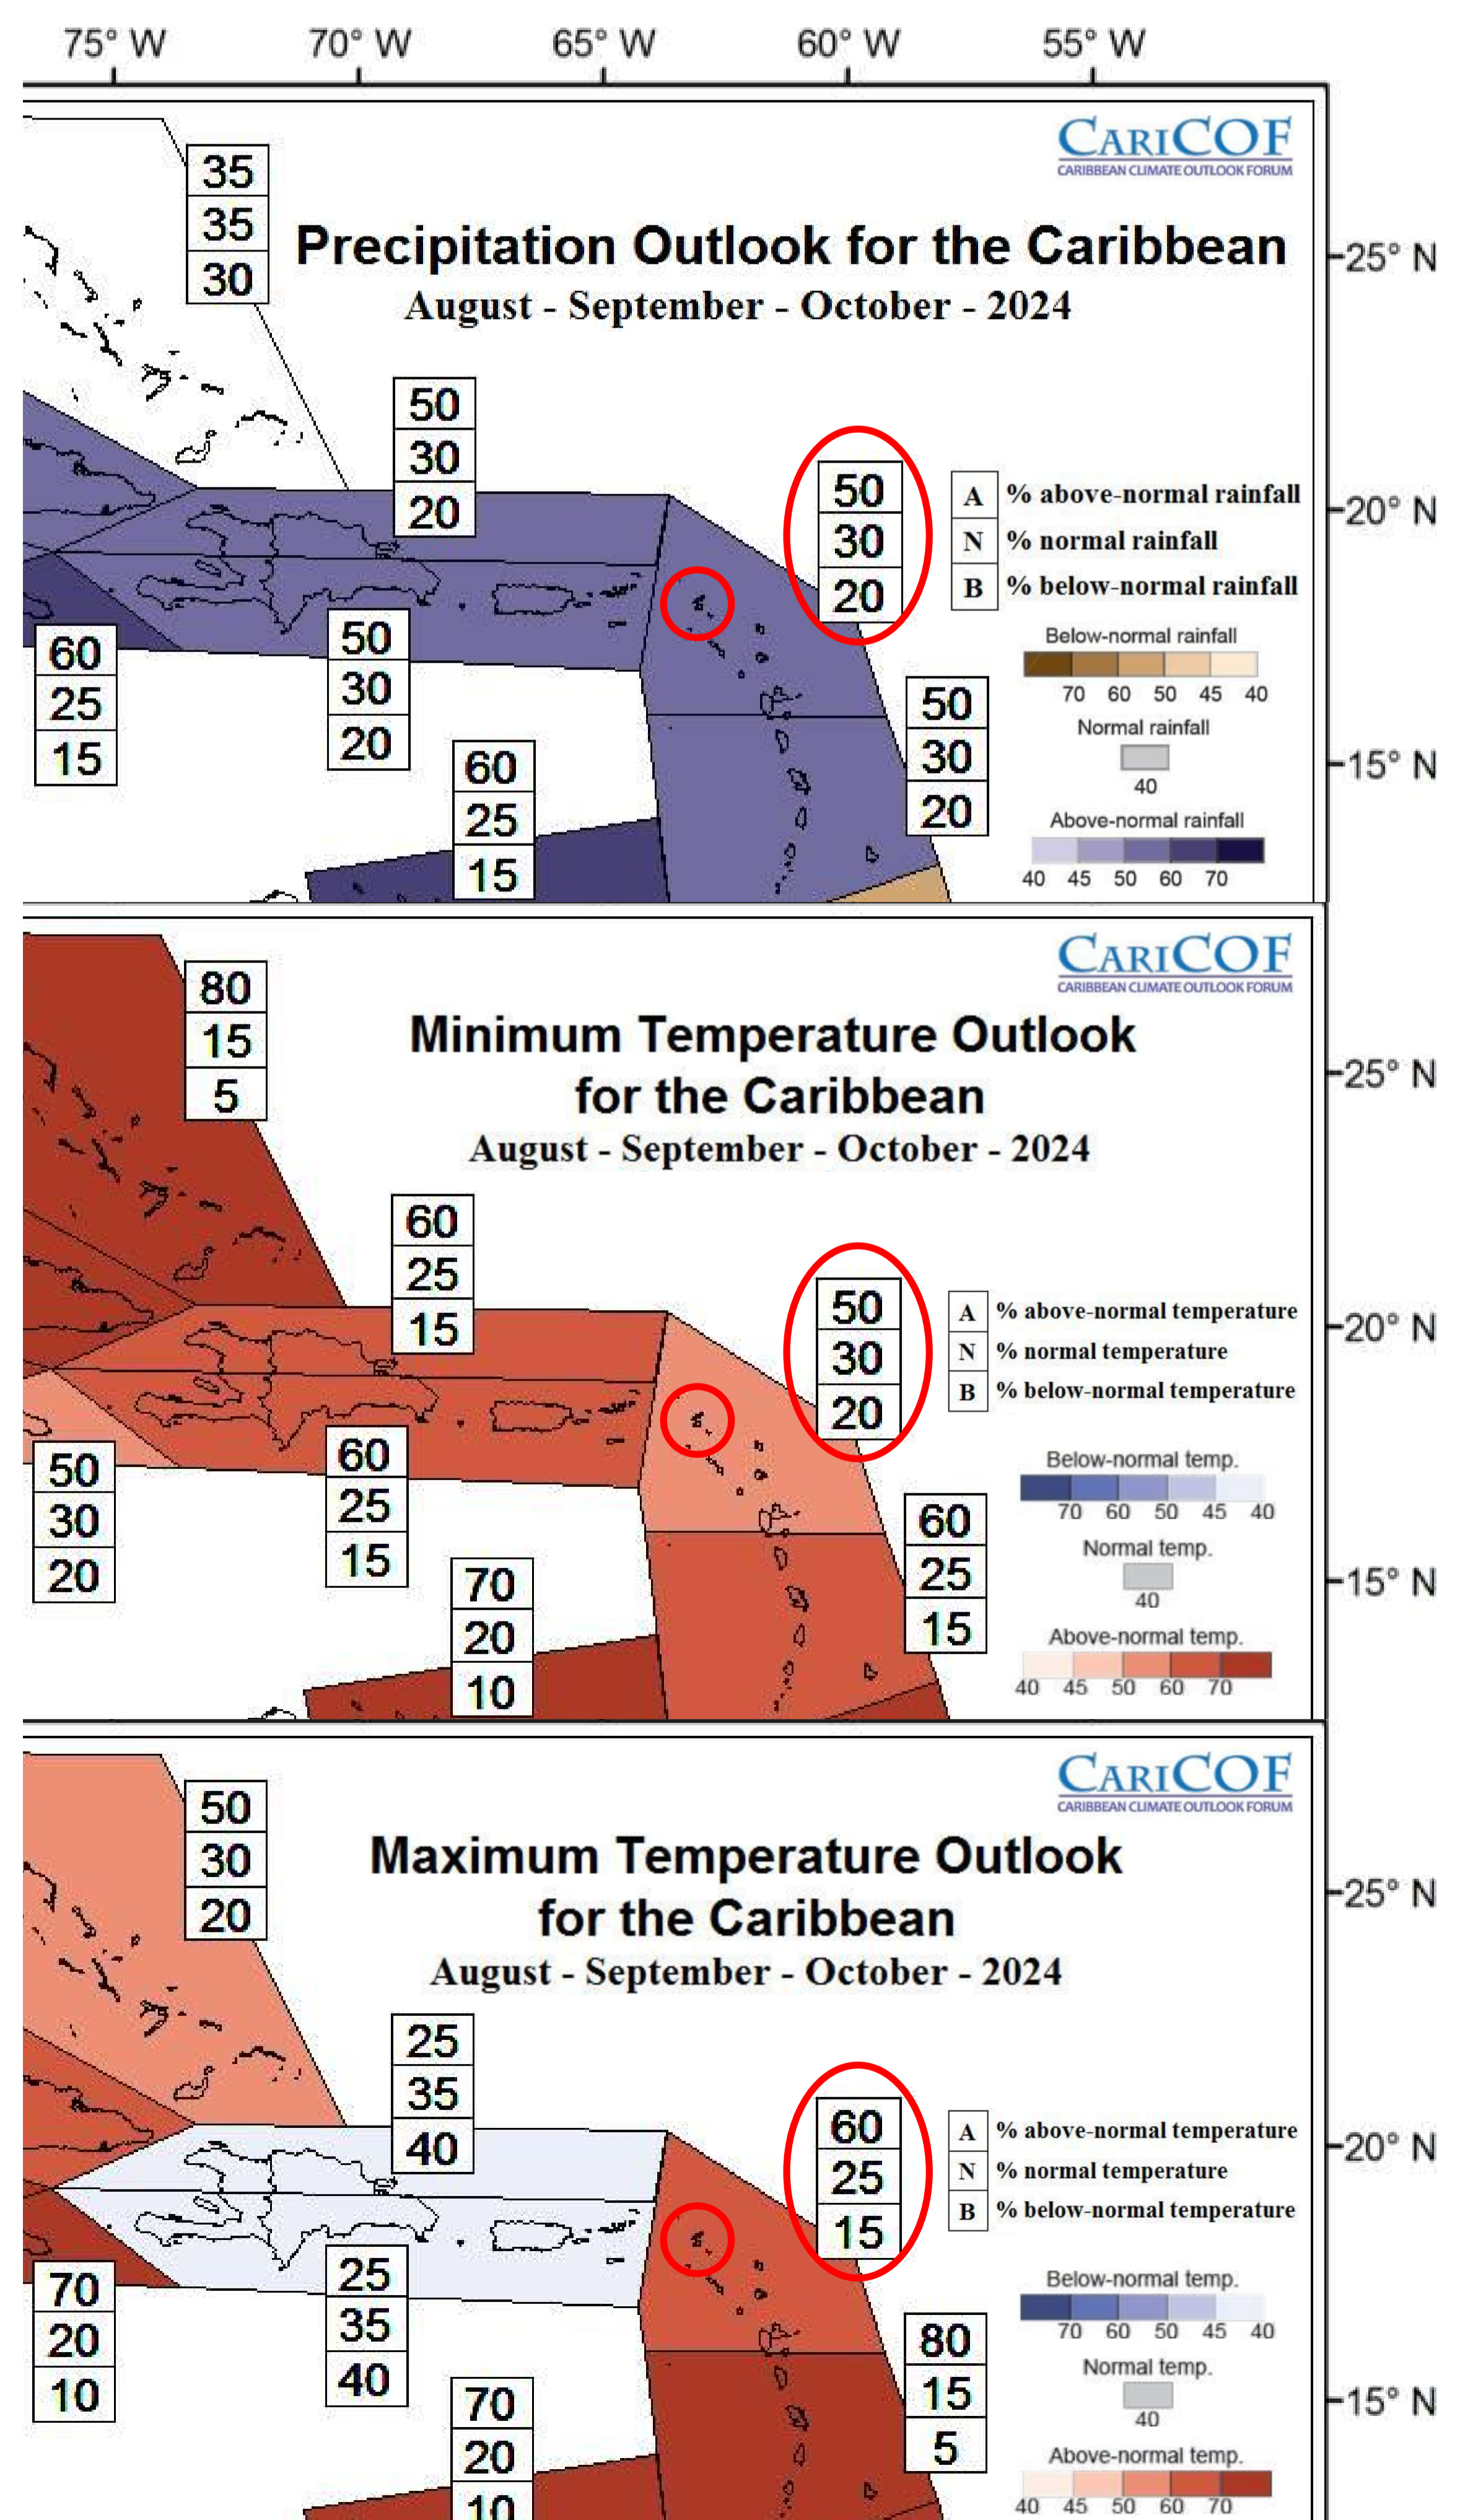 75° W 70° W 65° W 60° W 55° W
CARICOF
CARIBBEAN CLIMATE OUTLOOK FORUM
35
35
30
Precipitation Outlook for the Caribbean
25° N
August - September - October - 2024
50
30
20
50
30
20
A % above-normal rainfall
N % normal rainfall
B % below-normal rainfall
20° N
Below-normal rainfall
70 60 50 45 40
Normal rainfall
40
Above-normal rainfall
40 45 50 60 70
60
25
15
50
30
20
50
30
20
15° N
60
25
15
CARICOF
CARIBBEAN CLIMATE OUTLOOK FORUM
80
15
5
Minimum Temperature Outlook
for the Caribbean
25° N
August - September - October - 2024
60
25
15
50
30
20
A % above-normal temperature
N % normal temperature
B % below-normal temperature
20° N
Below-normal temp.
70 60 50 45 40
Normal temp.
40
Above-normal temp.
40 45 50 60 70
50
30
20
60
25
15
60
25
15
15° N
70
20
10
CARICOF
CARIBBEAN CLIMATE OUTLOOK FORUM
50
30
20
Maximum Temperature Outlook
for the Caribbean
25° N
August - September - October - 2024
25
35
40
60
25
15
A % above-normal temperature
N % normal temperature
B % below-normal temperature
20° N
Below-normal temp.
70 60 50 45 40
Normal temp.
40
Above-normal temp.
40 45 50 60 70
70
20
10
25
35
40
80
15
5
15° N
70
20
10